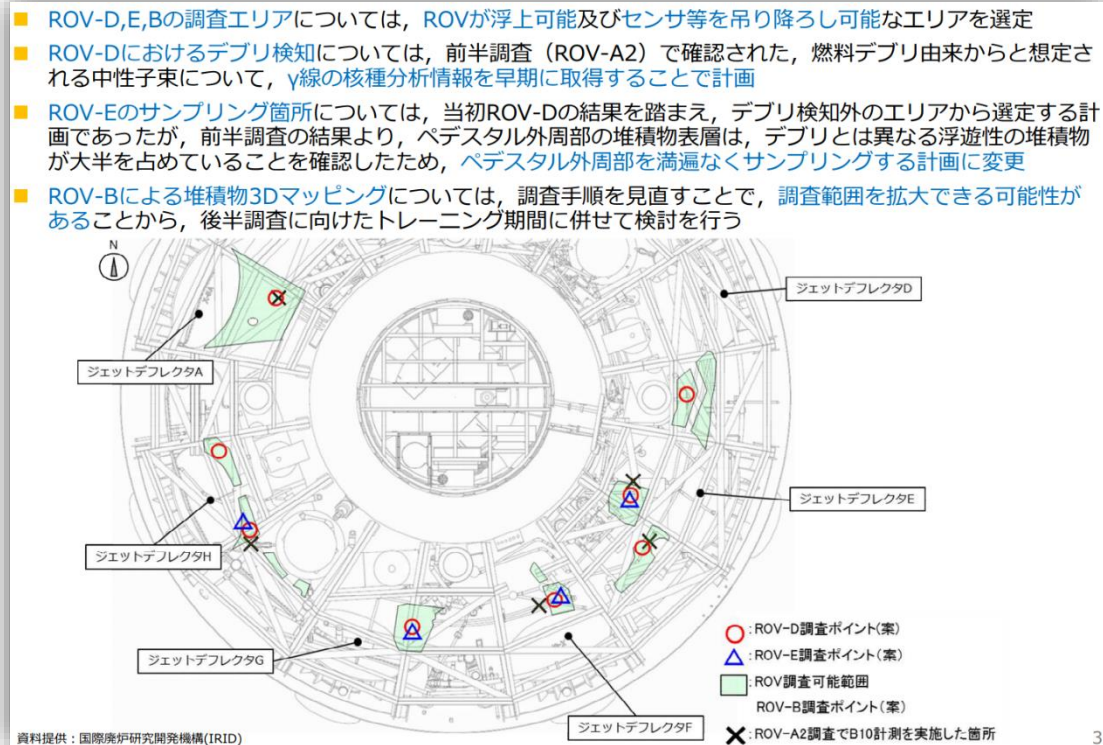 ROV-D,E,Bの調査エリアについては，ROVが浮上可能及びセンサ等を吊り降ろし可能なエリアを選定
ROV-Dにおけるデブリ検知については，前半調査（ROV-A2）で確認された，燃料デブリ由来からと想定さ
れる中性子束について，γ線の核種分析情報を早期に取得することで計画
ROV-Eのサンプリング箇所については，当初ROV-Dの結果を踏まえ，デブリ検知外のエリアから選定する計
画であったが，前半調査の結果より，ペデスタル外周部の堆積物表層は，デブリとは異なる浮遊性の堆積物
が大半を占めていることを確認したため，ペデスタル外周部を満遍なくサンプリングする計画に変更
ROV-Bによる堆積物3Dマッピングについては，調査手順を見直すことで，調査範囲を拡大できる可能性が
あることから，後半調査に向けたトレーニング期間に併せて検討を行う
N
ジェットデフレクタD
ジェットデフレクタA
ジェットデフレクタE
ジェットデフレクタH
ジェットデフレクタG
ジェットデフレクタF
:ROV-D調査ポイント(案)
:ROV-E調査ポイント(案)
:ROV調査可能範囲
ROV-B調査ポイント(案)
:ROV-A2調査でB10計測を実施した箇所
資料提供：国際廃炉研究開発機構(IRID)
3